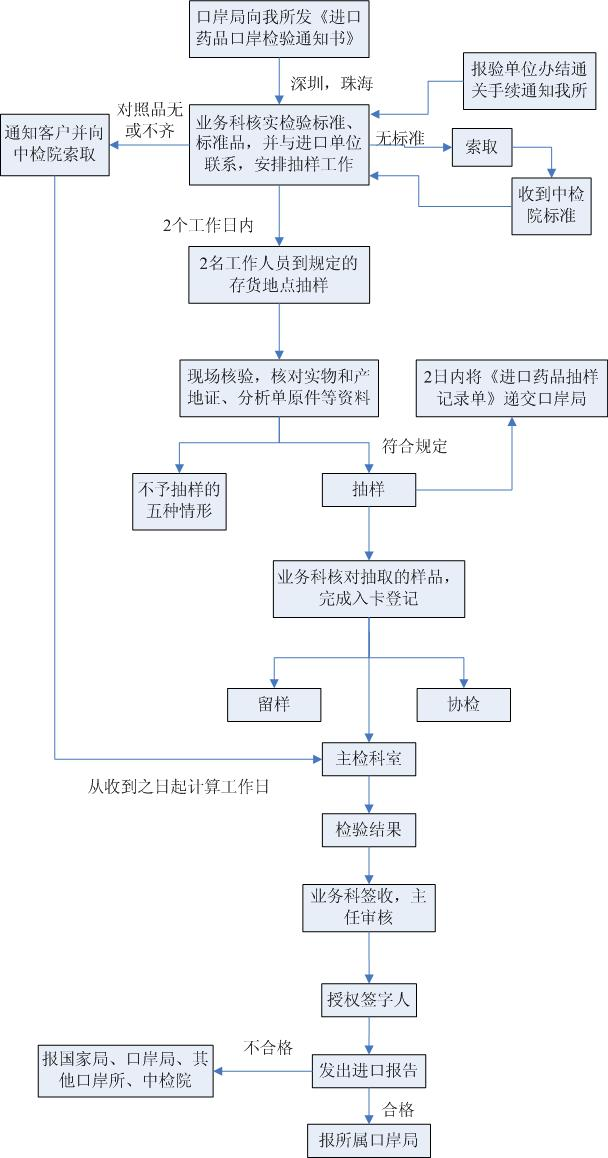 口岸局向我所发《进口
药品口岸检验通知书》
深圳，珠海
报验单位办结通
关手续通知我所
对照品无
或不齐
通知客户并向
中检院索取
业务科核实检验标准、
标准品，并与进口单位
联系，安排抽样工作
无标准
索取
收到中检
院标准
2个工作日内
2名工作人员到规定的
存货地点抽样
现场核验，核对实物和产
地证、分析单原件等资料
2日内将《进口药品抽样
记录单》递交口岸局
符合规定
不予抽样的
五种情形
抽样
业务科核对抽取的样品，
完成入卡登记
留样
协检
主检科室
从收到之日起计算工作日
检验结果
业务科签收，主
任审核
授权签字人
不合格
报国家局、口岸局、其
他口岸所、中检院
发出进口报告
合格
报所属口岸局